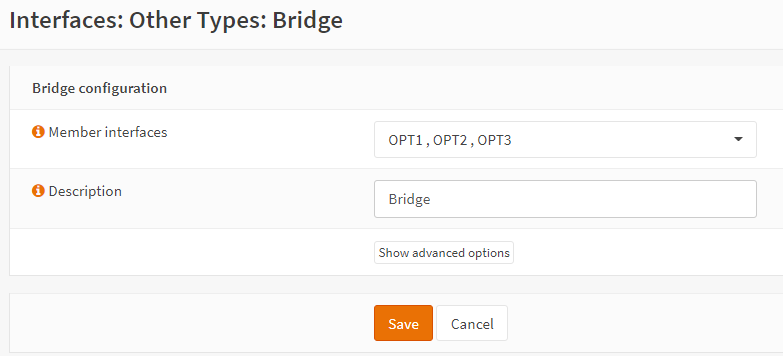 Interfaces: Other Types: Bridge
Bridge configuration
Member interfaces
OPT1 , OPT2 , OPT3
Description
Bridge
Show advanced options
Save Cancel